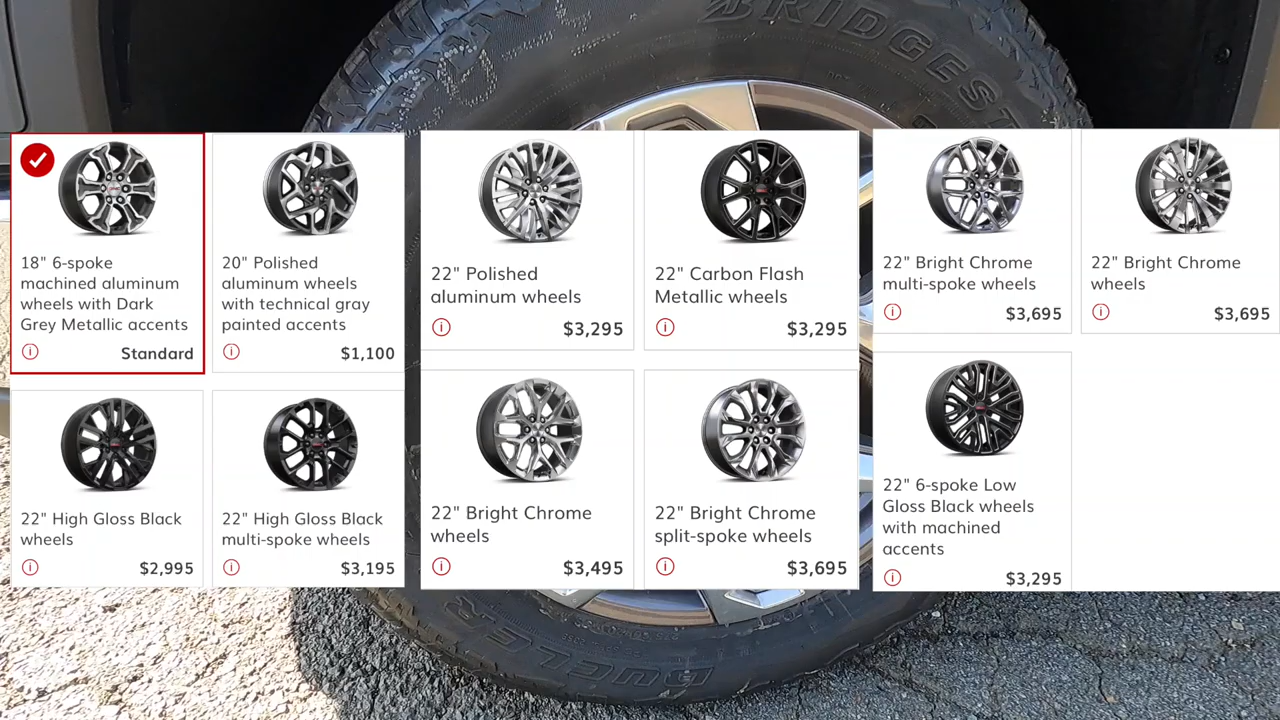 BRIDGEST
18" 6-spoke
machined aluminum
wheels with Dark
Grey Metallic accents
Standard
20" Polished
aluminum wheels
with technical gray
painted accents
$1,100
22" High Gloss Black
wheels
$2,995
22" High Gloss Black
multi-spoke wheels
$3,195
22" Polished
aluminum wheels
$3,295
22" Carbon Flash
Metallic wheels
$3,295
22" Bright Chrome
wheels
$3,495
22" Bright Chrome
split-spoke wheels
$3,695
22" Bright Chrome
multi-spoke wheels
$3,695
22" Bright Chrome
wheels
$3,695
22" 6-spoke Low
Gloss Black wheels
with machined
accents
$3,295
DUELER